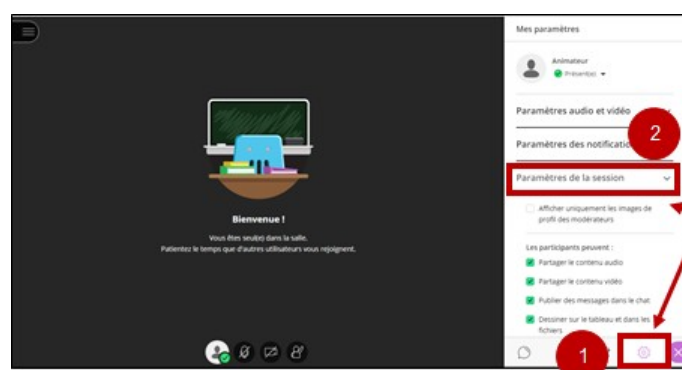 Mes paramètres
Animateur
Présent(e)
Paramètres audio et vidéo
Paramètres des notificatio
2
Paramètres de la session
Afficher uniquement les images de
profil des modérateurs
Les participants peuvent :
Partager le contenu audio
Partager le contenu vidéo
Publier des messages dans le chat
Dessiner sur le tableau et dans les
fichiers
1
Bienvenue !
Vous êtes seul(e) dans la salle.
Patientez le temps que d'autres utilisateurs vous rejoignent.